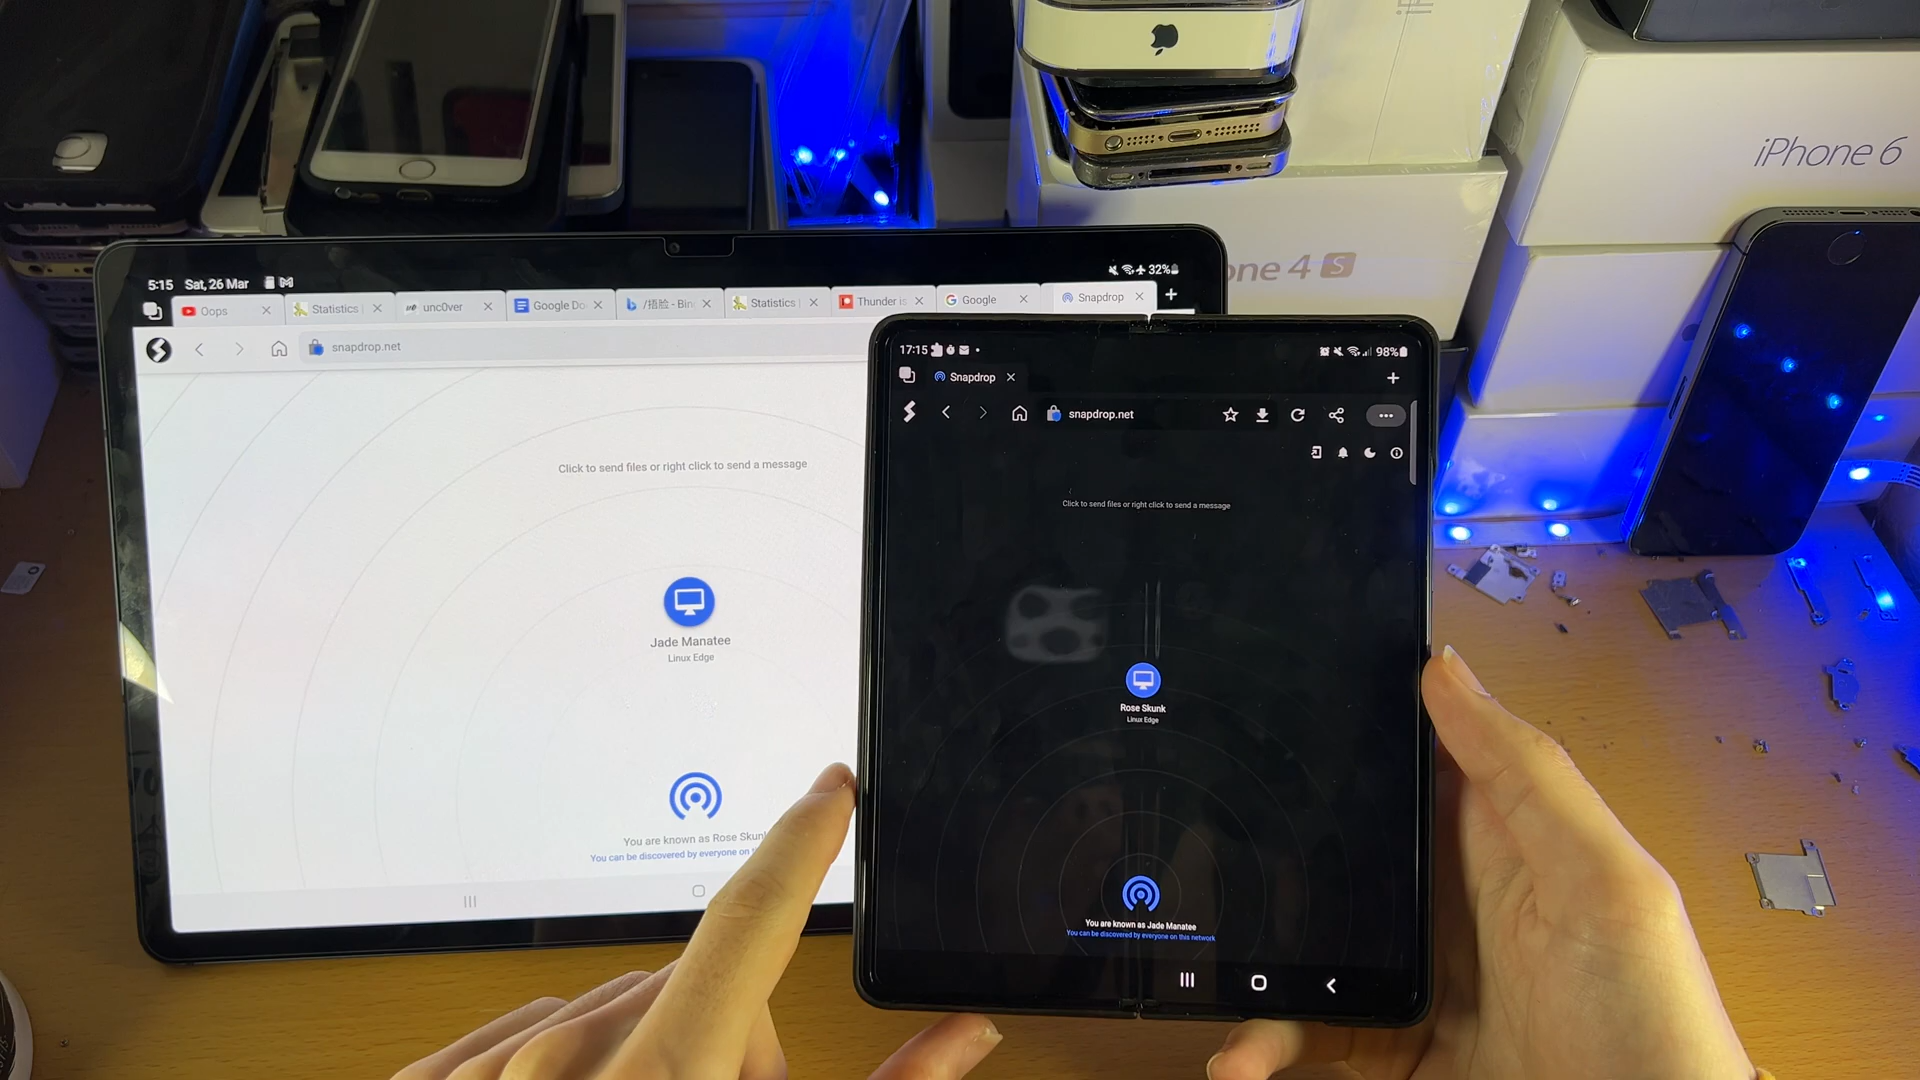 iPhone 6
one 4 S
5:15 Sat, 26 Mar
32%
Oops
Statistics |
unc0ver
Google Do
/捂脸 - Bin
Statistics |
Thunder is
Google
Snapdrop
snapdrop.net
Click to send files or right click to send a message
Jade Manatee
Linux Edge
You are known as Rose Skunk
You can be discovered by everyone on
17:15
98%
Snapdrop
snapdrop.net
Click to send files or right click to send a message
Rose Skunk
Linux Edge
You are known as Jade Manatee
You can be discovered by everyone on this network